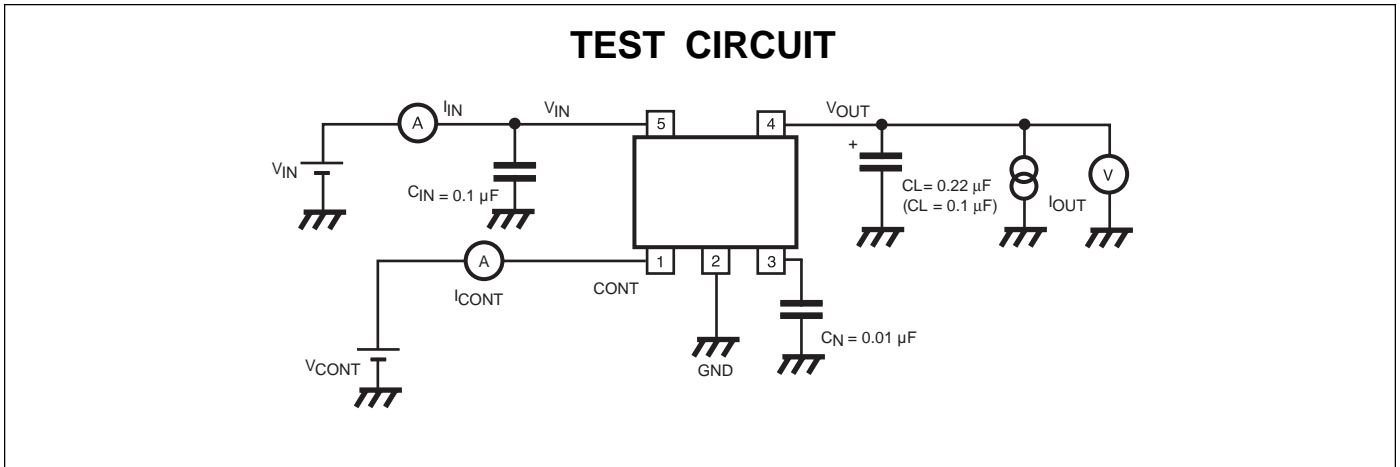 TEST CIRCUIT
A
IIN
VIN
5
4
VOUT
+
VIN
CIN = 0.1 µF
CL= 0.22 µF
(CL = 0.1 µF)
IOUT
V
A
ICONT
CONT
1
2
3
VCONT
GND
CN = 0.01 µF